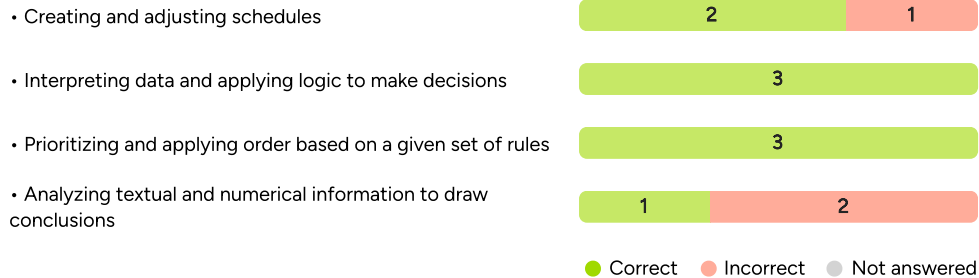 • Creating and adjusting schedules 2 1
• Interpreting data and applying logic to make decisions 3
• Prioritizing and applying order based on a given set of rules 3
• Analyzing textual and numerical information to draw
conclusions 1 2
Correct Incorrect Not answered